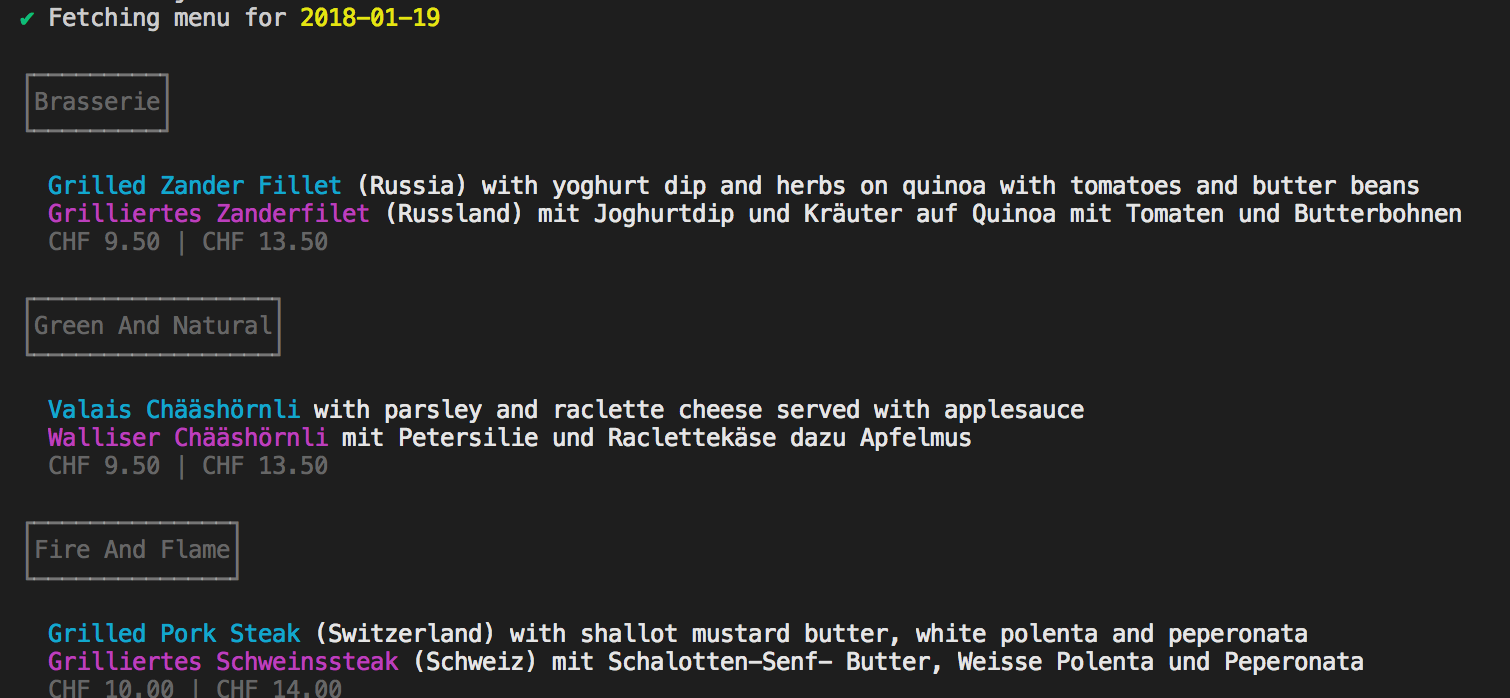 ✔ Fetching menu for 2018-01-19
Brasserie
Grilled Zander Fillet (Russia) with yoghurt dip and herbs on quinoa with tomatoes and butter beans
Grilliertes Zanderfilet (Russland) mit Joghurtdip und Kräuter auf Quinoa mit Tomaten und Butterbohnen
CHF 9.50 | CHF 13.50
Green And Natural
Valais Chääshörnli with parsley and raclette cheese served with applesauce
Walliser Chääshörnli mit Petersilie und Raclettekäse dazu Apfelmus
CHF 9.50 | CHF 13.50
Fire And Flame
Grilled Pork Steak (Switzerland) with shallot mustard butter, white polenta and peperonata
Grilliertes Schweinssteak (Schweiz) mit Schalotten-Senf- Butter, Weisse Polenta und Peperonata
CHF 10.00 | CHF 14.00